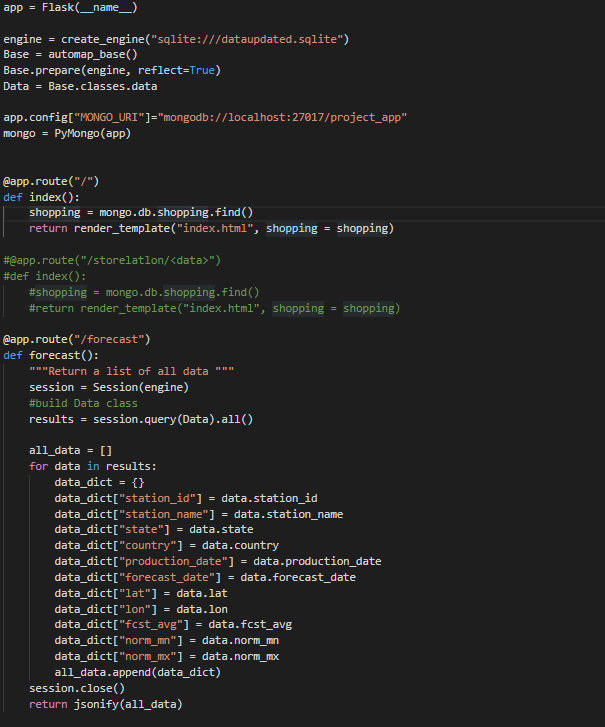 app = Flask(__name__)
engine = create_engine("sqlite:///dataupdated.sqlite")
Base = automap_base()
Base.prepare(engine, reflect=True)
Data = Base.classes.data
app.config["MONGO_URI"]="mongodb://localhost:27017/project_app"
mongo = PyMongo(app)
@app.route("/")
def index():
    shopping = mongo.db.shopping.find()
    return render_template("index.html", shopping = shopping)
#@app.route("/storelatlon/<data>")
#def index():
    #shopping = mongo.db.shopping.find()
    #return render_template("index.html", shopping = shopping)
@app.route("/forecast")
def forecast():
    """Return a list of all data """
    session = Session(engine)
    #build Data class
    results = session.query(Data).all()
    all_data = []
    for data in results:
        data_dict = {}
        data_dict["station_id"] = data.station_id
        data_dict["station_name"] = data.station_name
        data_dict["state"] = data.state
        data_dict["country"] = data.country
        data_dict["production_date"] = data.production_date
        data_dict["forecast_date"] = data.forecast_date
        data_dict["lat"] = data.lat
        data_dict["lon"] = data.lon
        data_dict["fcst_avg"] = data.fcst_avg
        data_dict["norm_mn"] = data.norm_mn
        data_dict["norm_mx"] = data.norm_mx
        all_data.append(data_dict)
    session.close()
    return jsonify(all_data)